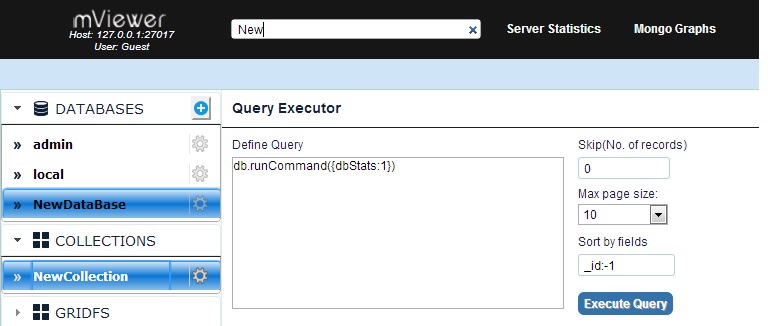 mViewer
Host: 127.0.0.1:27017
User: Guest
New
Server Statistics
Mongo Graphs
DATABASES
admin
local
NewDataBase
COLLECTIONS
NewCollection
GRIDFS
Query Executor
Define Query
db.runCommand({dbStats:1})
Skip(No. of records)
0
Max page size:
10
Sort by fields
_id:-1
Execute Query